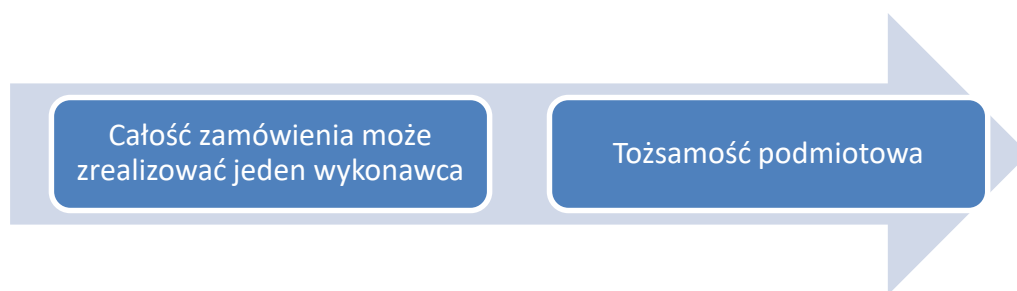 Całość zamówienia może
zrealizować jeden wykonawca
Tożsamość podmiotowa